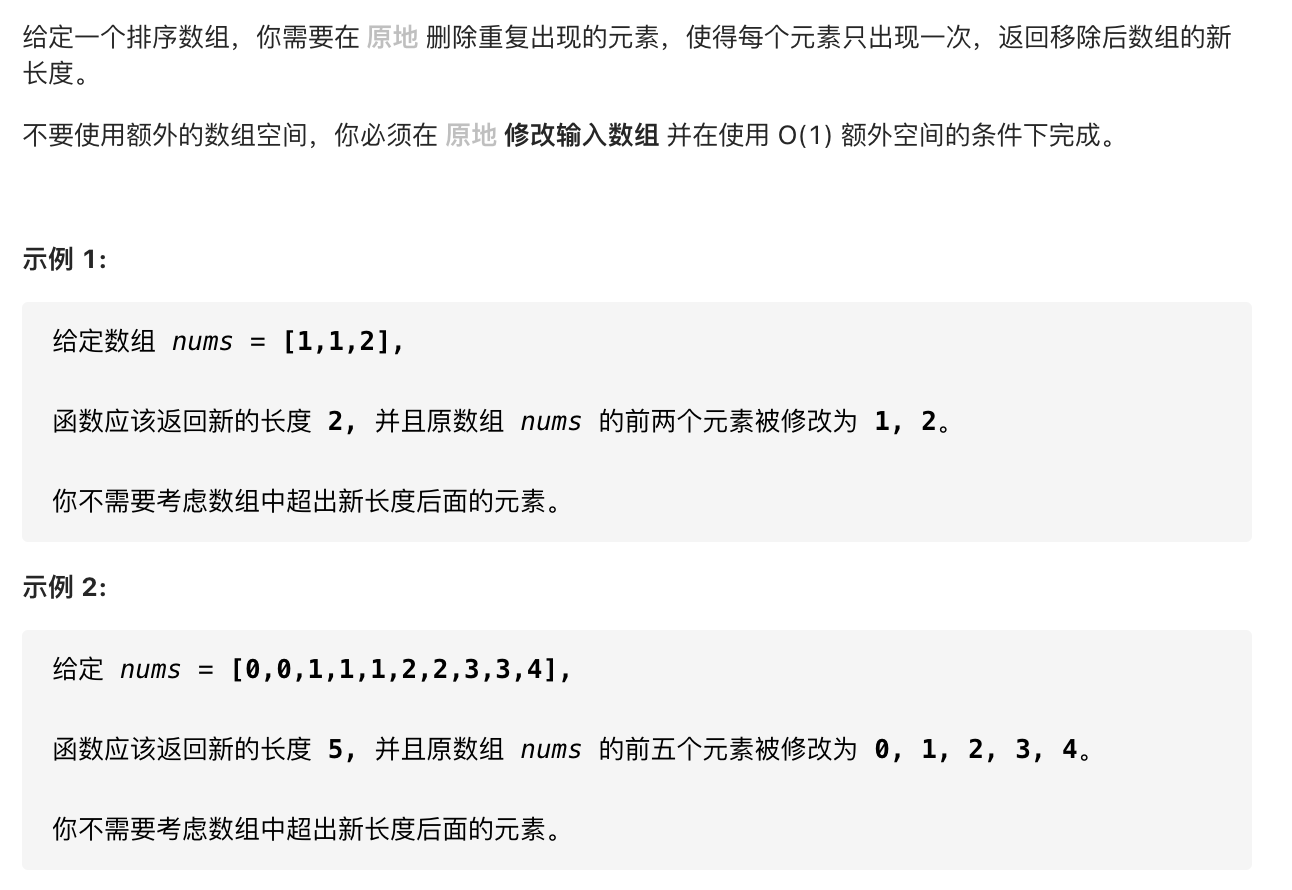 给定一个排序数组，你需要在 原地 删除重复出现的元素，使得每个元素只出现一次，返回移除后数组的新
长度。
不要使用额外的数组空间，你必须在 原地 修改输入数组 并在使用 O(1) 额外空间的条件下完成。
示例 1:
给定数组 nums = [1,1,2],
函数应该返回新的长度 2, 并且原数组 nums 的前两个元素被修改为 1, 2。
你不需要考虑数组中超出新长度后面的元素。
示例 2:
给定 nums = [0,0,1,1,1,2,2,3,3,4],
函数应该返回新的长度 5, 并且原数组 nums 的前五个元素被修改为 0, 1, 2, 3, 4。
你不需要考虑数组中超出新长度后面的元素。